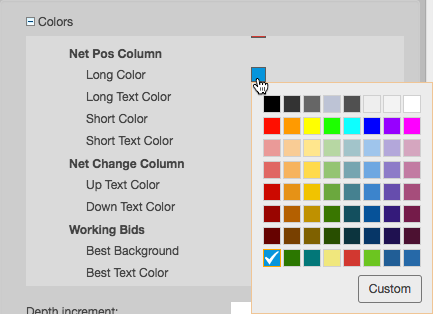 Colors
Net Pos Column
Long Color
Long Text Color
Short Color
Short Text Color
Net Change Column
Up Text Color
Down Text Color
Working Bids
Best Background
Best Text Color
Custom
Depth increment: